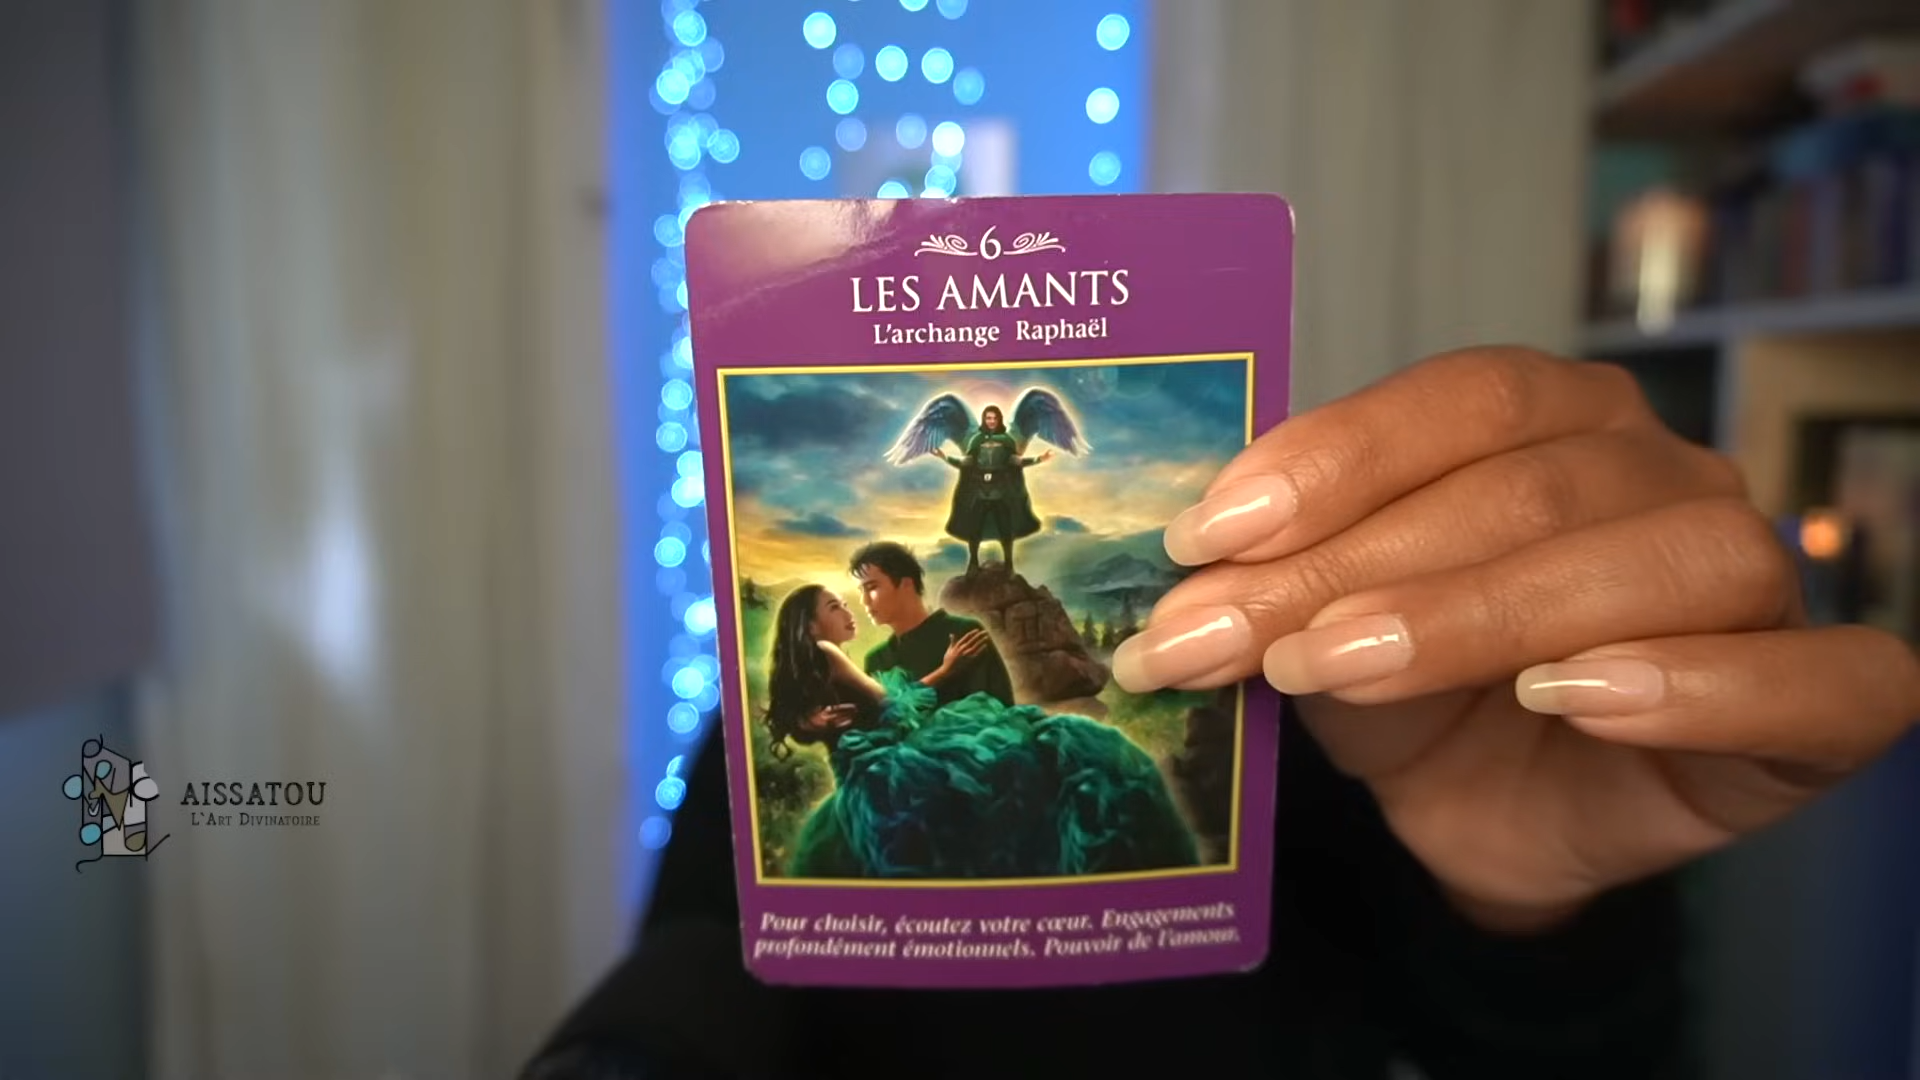 6
LES AMANTS
L'archange Raphaël
Pour choisir, écoutez votre cœur. Engagements
profondément émotionnels. Pouvoir de l'amour.
AISSATOU
L'ART DIVINATOIRE